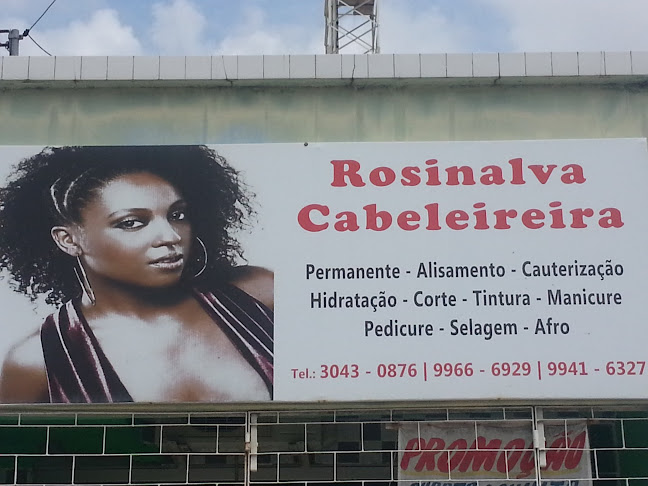 Rosinalva
Cabeleireira
Permanente - Alisamento - Cauterização
Hidratação - Corte - Tintura - Manicure
Pedicure - Selagem - Afro
Tel.: 3043 - 0876 | 9966 - 6929 | 9941 - 6327
PROMOÇÃO